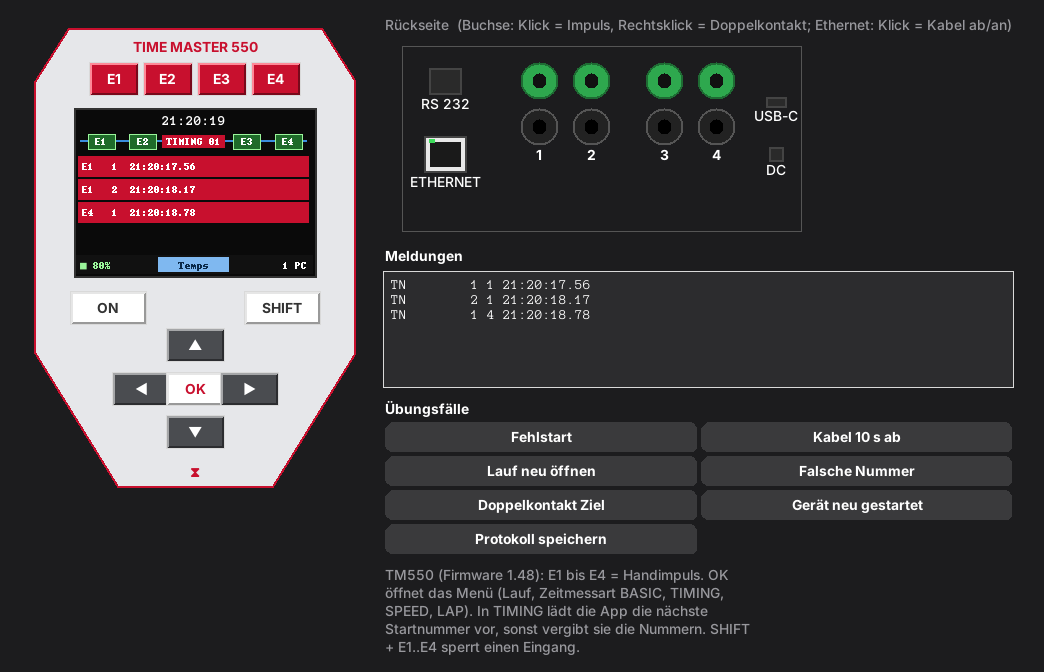 Rückseite  (Buchse: Klick = Impuls, Rechtsklick = Doppelkontakt; Ethernet: Klick = Kabel ab/an)
TIME MASTER 550
E1 E2 E3 E4
21:20:19
E1 E2 TIMING 01 E3 E4
E1 1 21:20:17.56
E1 2 21:20:18.17
E4 1 21:20:18.78
80% Temps 1 PC
ON SHIFT
OK
RS 232
ETHERNET
1 2 3 4
USB-C
DC
Meldungen
TN 1 1 21:20:17.56
TN 2 1 21:20:18.17
TN 1 4 21:20:18.78
Übungsfälle
Fehlstart
Kabel 10 s ab
Lauf neu öffnen
Falsche Nummer
Doppelkontakt Ziel
Gerät neu gestartet
Protokoll speichern
TM550 (Firmware 1.48): E1 bis E4 = Handimpuls. OK
öffnet das Menü (Lauf, Zeitmessart BASIC, TIMING,
SPEED, LAP). In TIMING lädt die App die nächste
Startnummer vor, sonst vergibt sie die Nummern. SHIFT
+ E1..E4 sperrt einen Eingang.